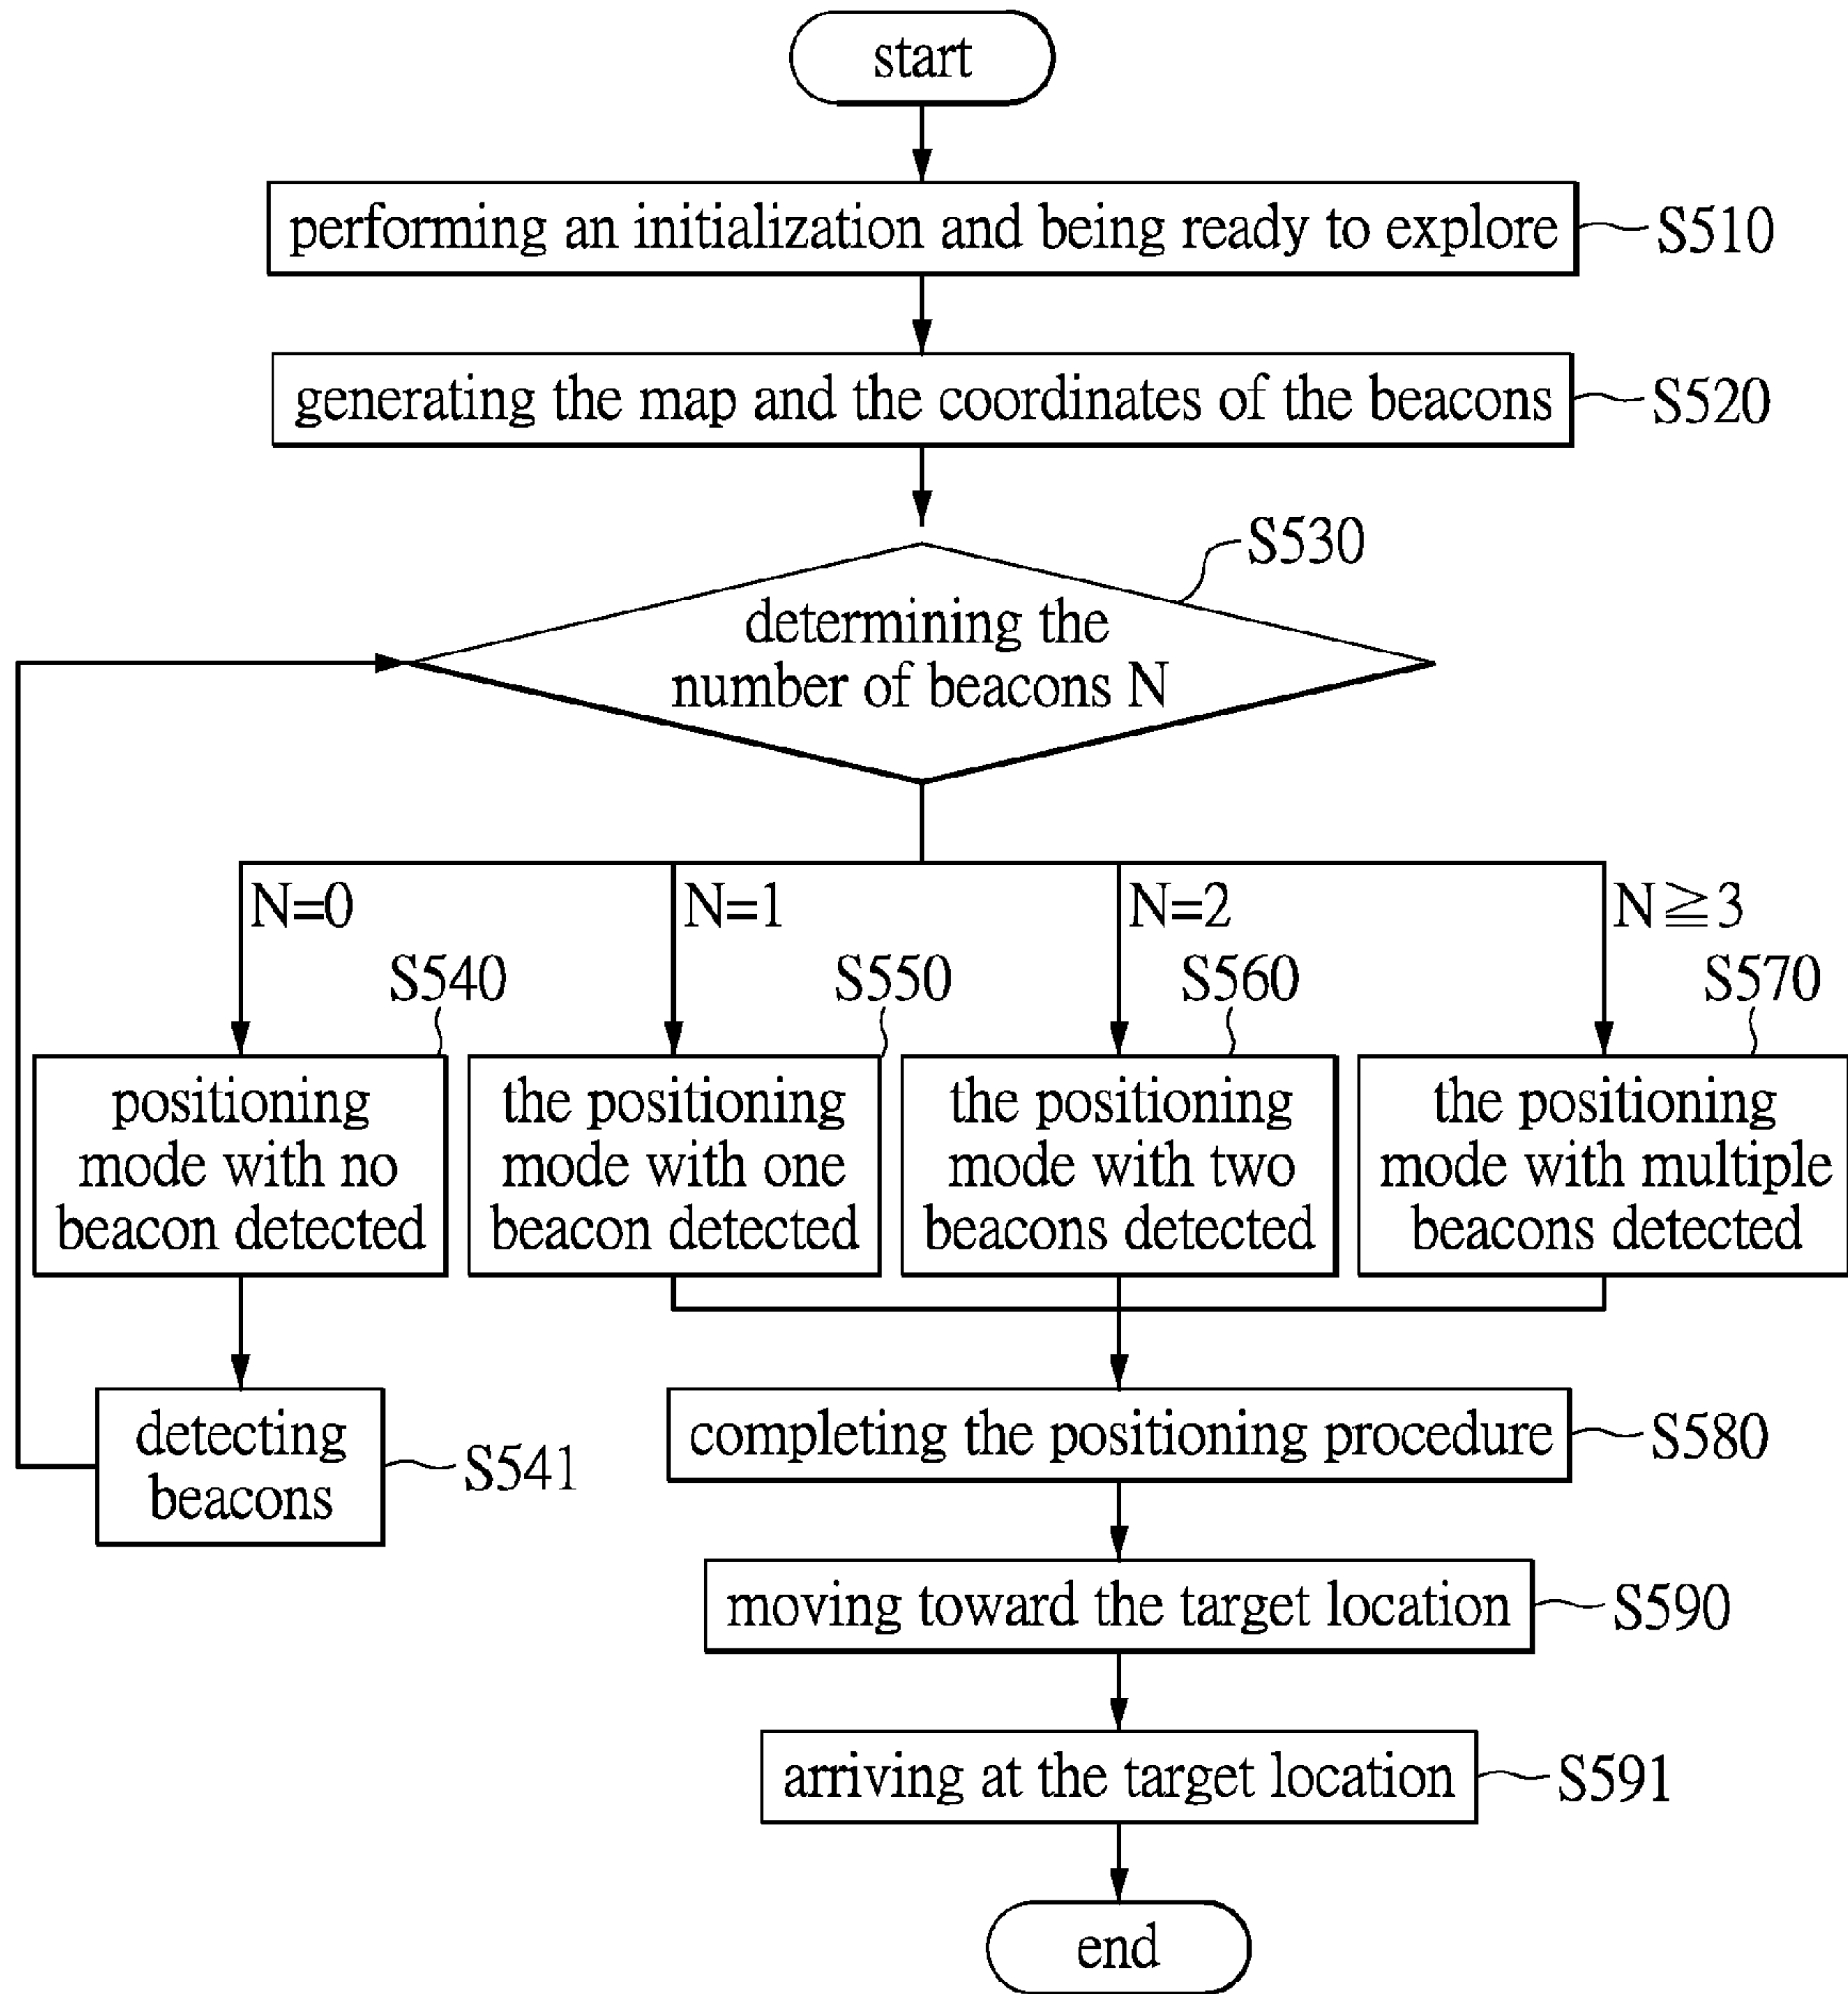 start
performing an initialization and being ready to explore
S510
generating the map and the coordinates of the beacons
S520
S530
determining the
number of beacons N
N=0
N=1
N=2
N≧3
S540
S550
S560
S570
positioning
mode with no
beacon detected
the positioning
mode with one
beacon detected
the positioning
mode with two
beacons detected
the positioning
mode with multiple
beacons detected
detecting
beacons
S541
completing the positioning procedure
S580
moving toward the target location
S590
arriving at the target location
S591
end